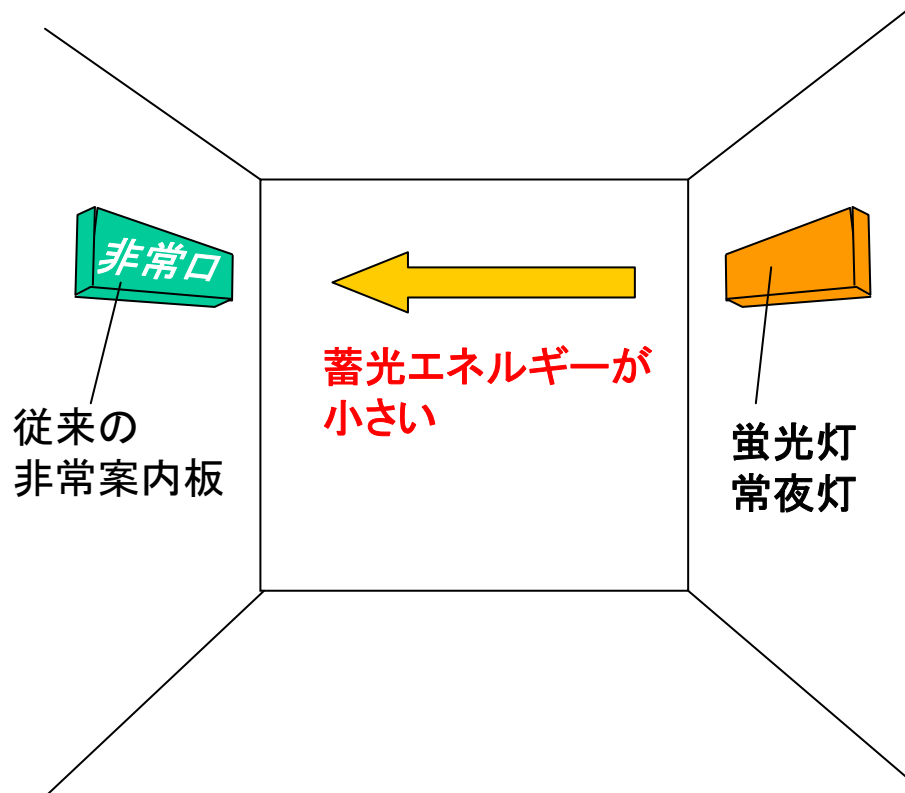 非常口
蓄光エネルギーが
小さい
従来の
非常案内板
蛍光灯
常夜灯